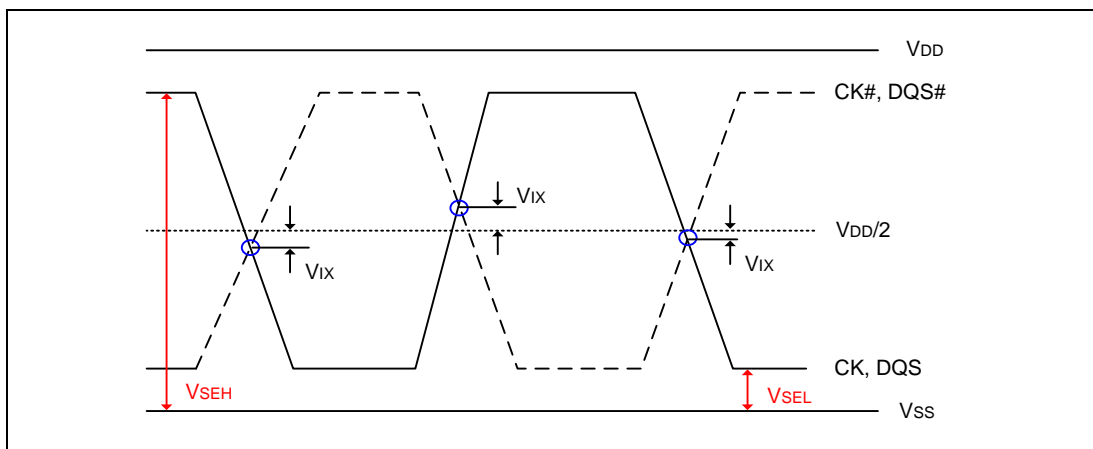 VDD
CK#, DQS#
VIX
VDD/2
VIX
VIX
CK, DQS
VSEH
VSEL
VSS